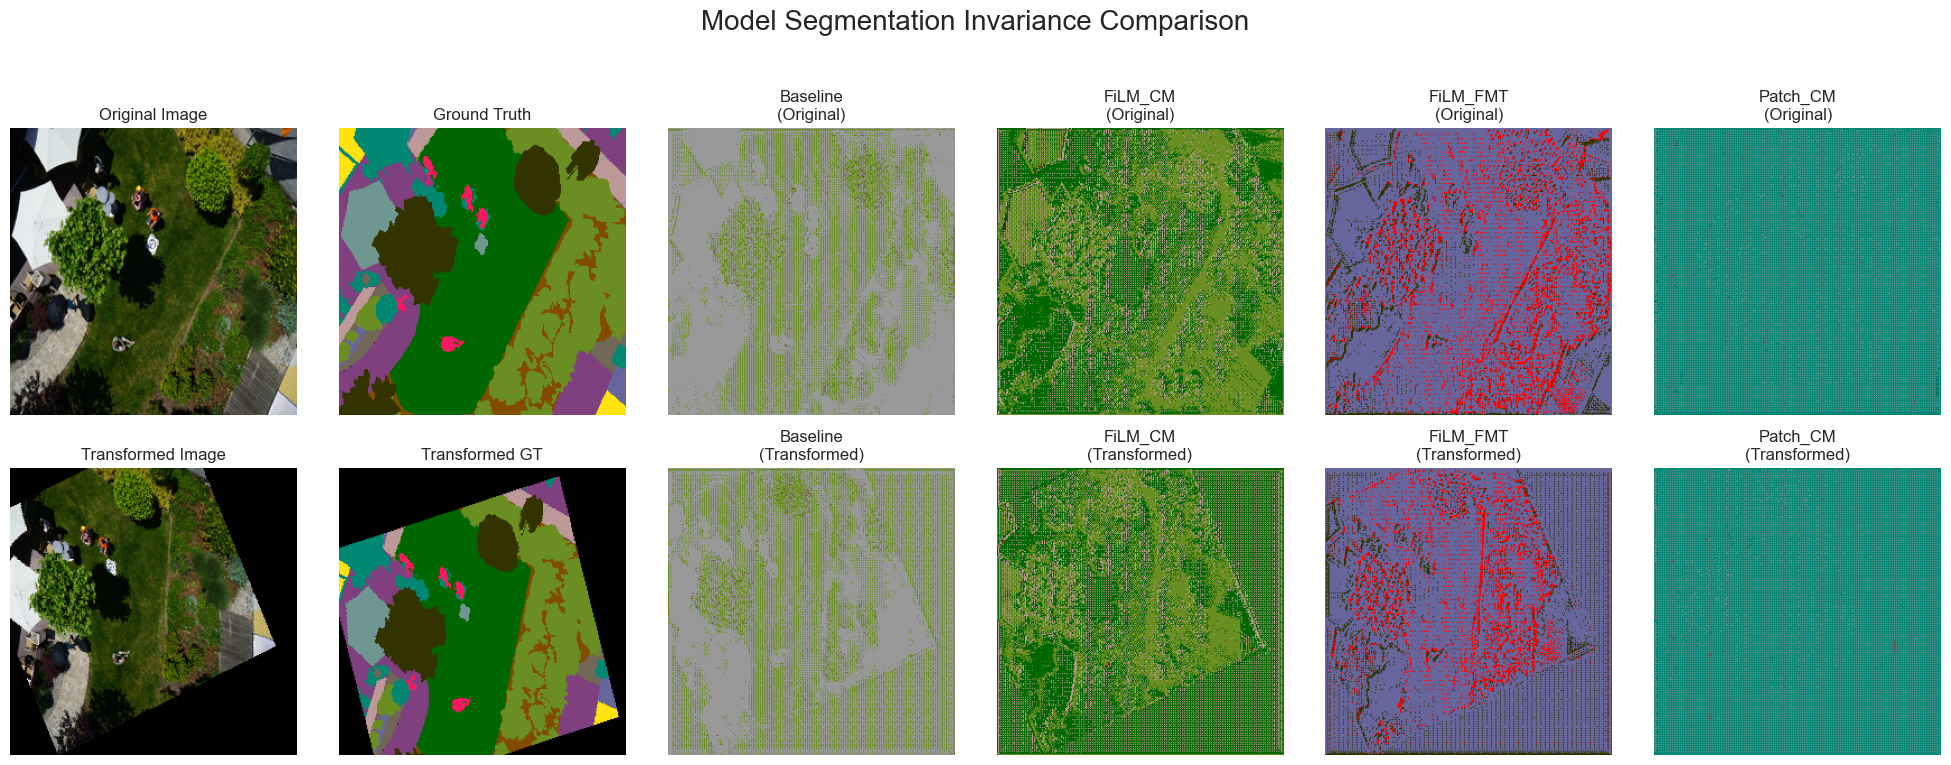 Model Segmentation Invariance Comparison
Original Image
Ground Truth
Baseline
(Original)
FiLM_CM
(Original)
FiLM_FMT
(Original)
Patch_CM
(Original)
Transformed Image
Transformed GT
Baseline
(Transformed)
FiLM_CM
(Transformed)
FiLM_FMT
(Transformed)
Patch_CM
(Transformed)